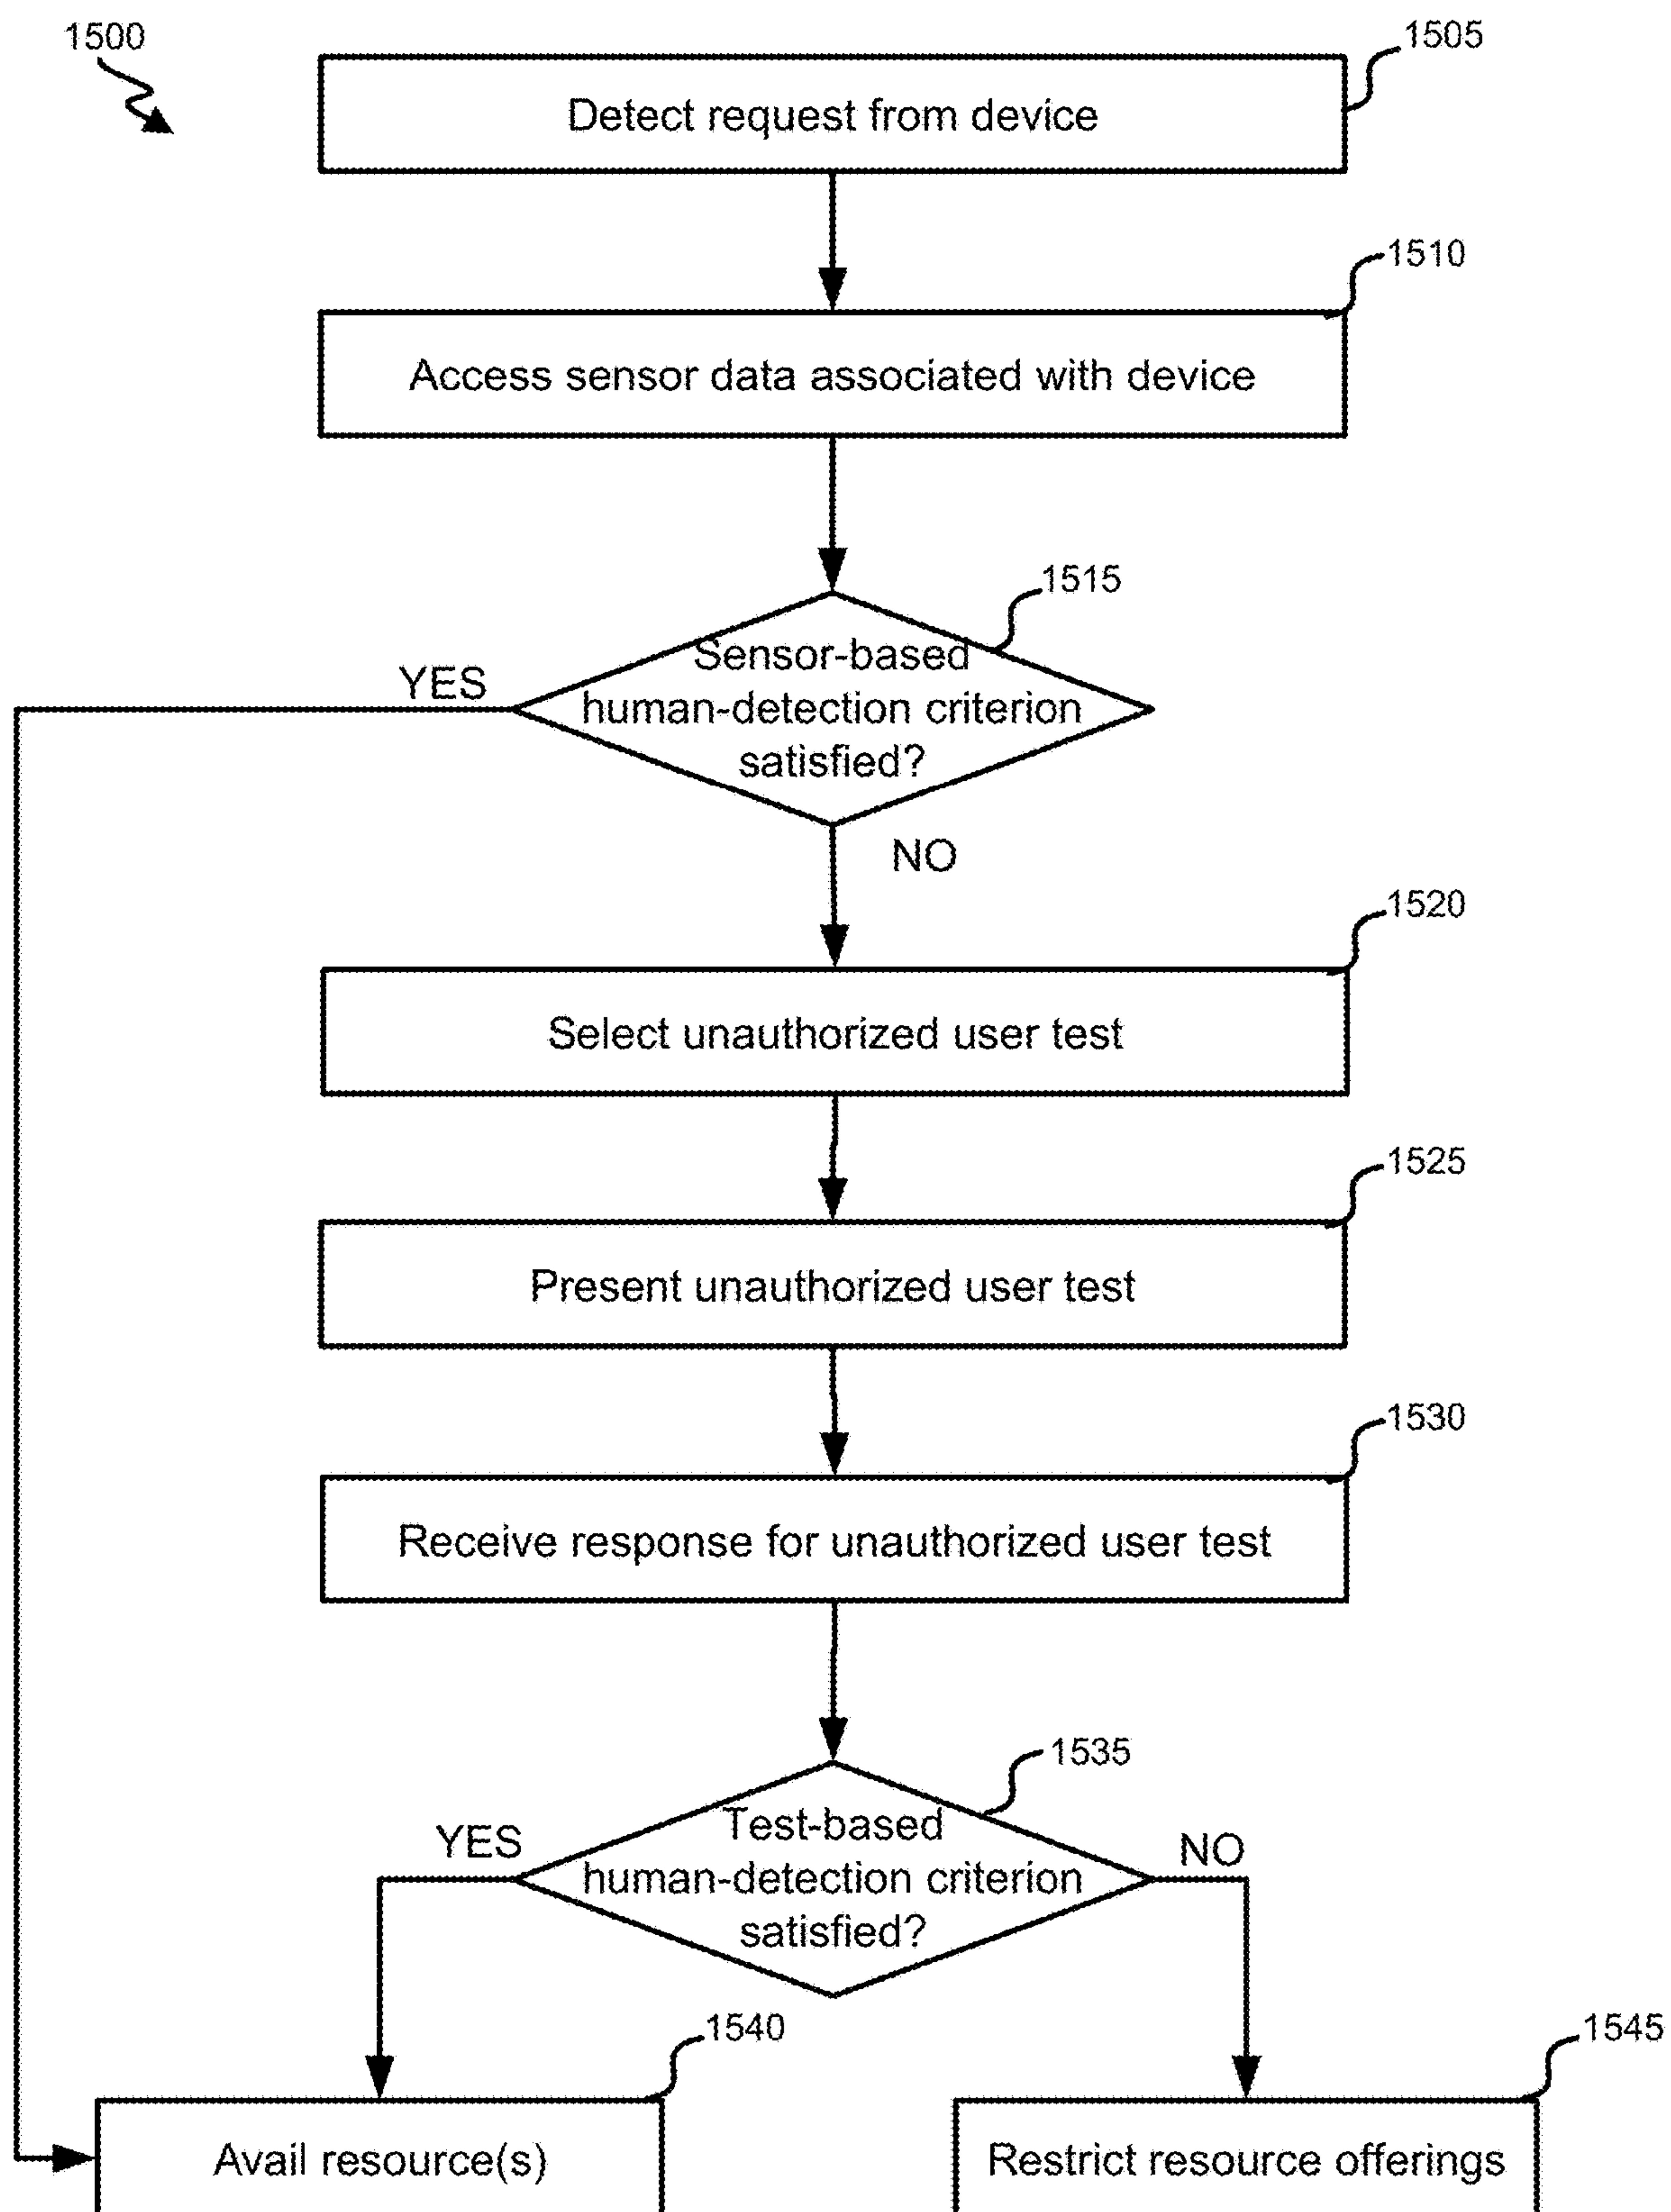 1500
1505
Detect request from device
1510
Access sensor data associated with device
1515
Sensor-based
human-detection criterion
satisfied?
YES
NO
1520
Select unauthorized user test
1525
Present unauthorized user test
1530
Receive response for unauthorized user test
1535
Test-based
human-detection criterion
satisfied?
YES
NO
1540
1545
Avail resource(s)
Restrict resource offerings